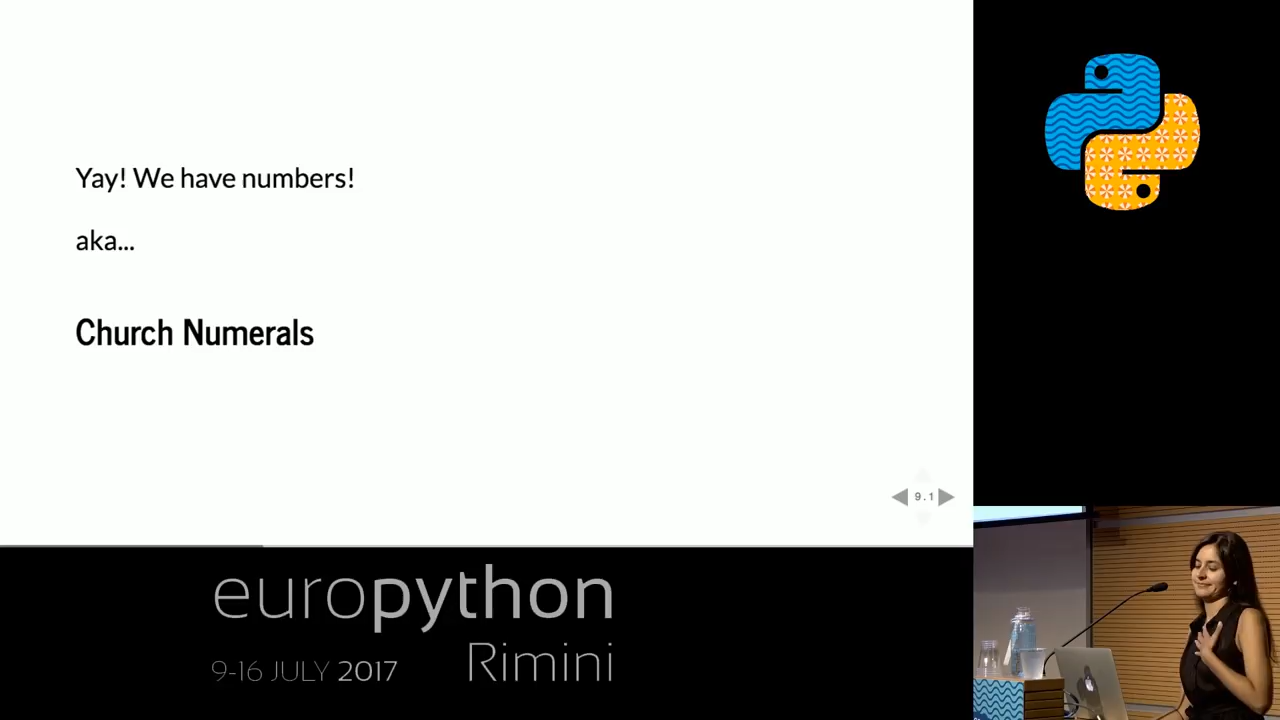 Yay! We have numbers!
aka...
Church Numerals
9.1
europython
9-16 JULY 2017
Rimini